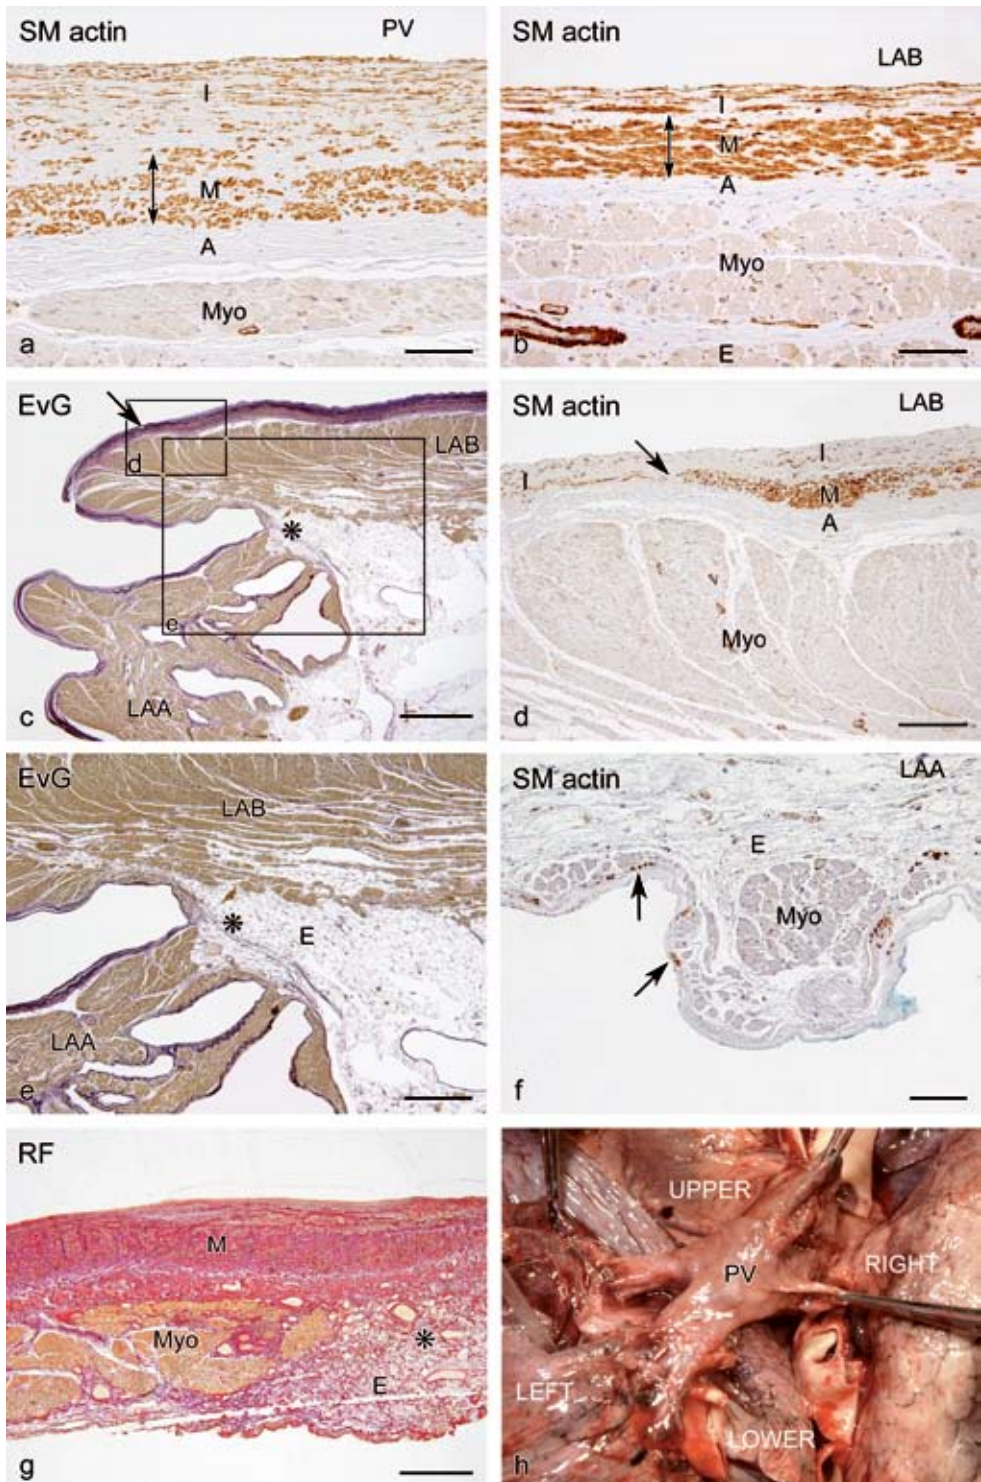 SM actin PV
I
M
A
Myo
a
SM actin
LAB
I
M
A
Myo
b
E
EvG
LAB
d
e
LAA
c
SM actin LAB
I
I
M
A
Myo
d
EvG
LAB
E
LAA
e
SM actin LAA
E
Myo
f
RF
M
Myo
E
g
UPPER
PV
RIGHT
LEFT
LOWER
h